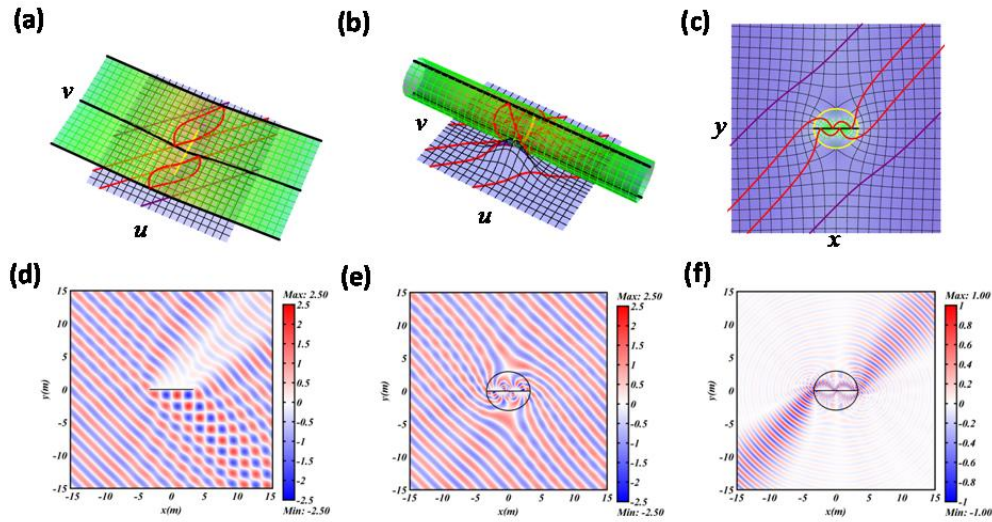 (a)
v
u
(b)
v
u
(c)
y
x
(d)
15
10
5
0
-5
-10
-15
y(m)
-15 -10 -5 0 5 10 15
x(m)
Max: 2.50
2.5
2
1.5
1
0.5
0
-0.5
-1
-1.5
-2
-2.5
Min: -2.50
(e)
15
10
5
0
-5
-10
-15
y(m)
-15 -10 -5 0 5 10 15
x(m)
Max: 2.50
2.5
2
1.5
1
0.5
0
-0.5
-1
-1.5
-2
-2.5
Min: -2.50
(f)
15
10
5
0
-5
-10
-15
y(m)
-15 -10 -5 0 5 10 15
x(m)
Max: 1.00
1
0.8
0.6
0.4
0.2
0
-0.2
-0.4
-0.6
-0.8
-1
Min: -1.00